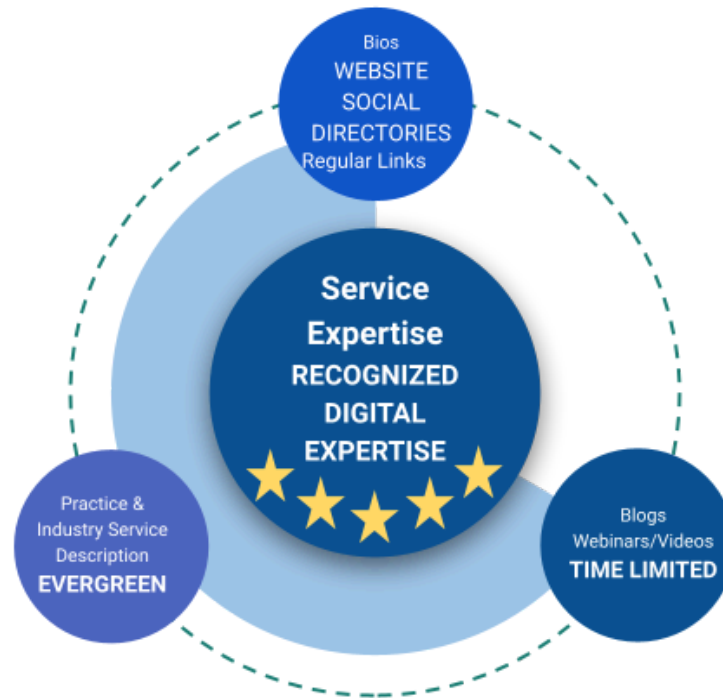 Bios
WEBSITE
SOCIAL
DIRECTORIES
Regular Links
Service
Expertise
RECOGNIZED
DIGITAL
EXPERTISE
Practice &
Industry Service
Description
EVERGREEN
Blogs
Webinars/Videos
TIME LIMITED